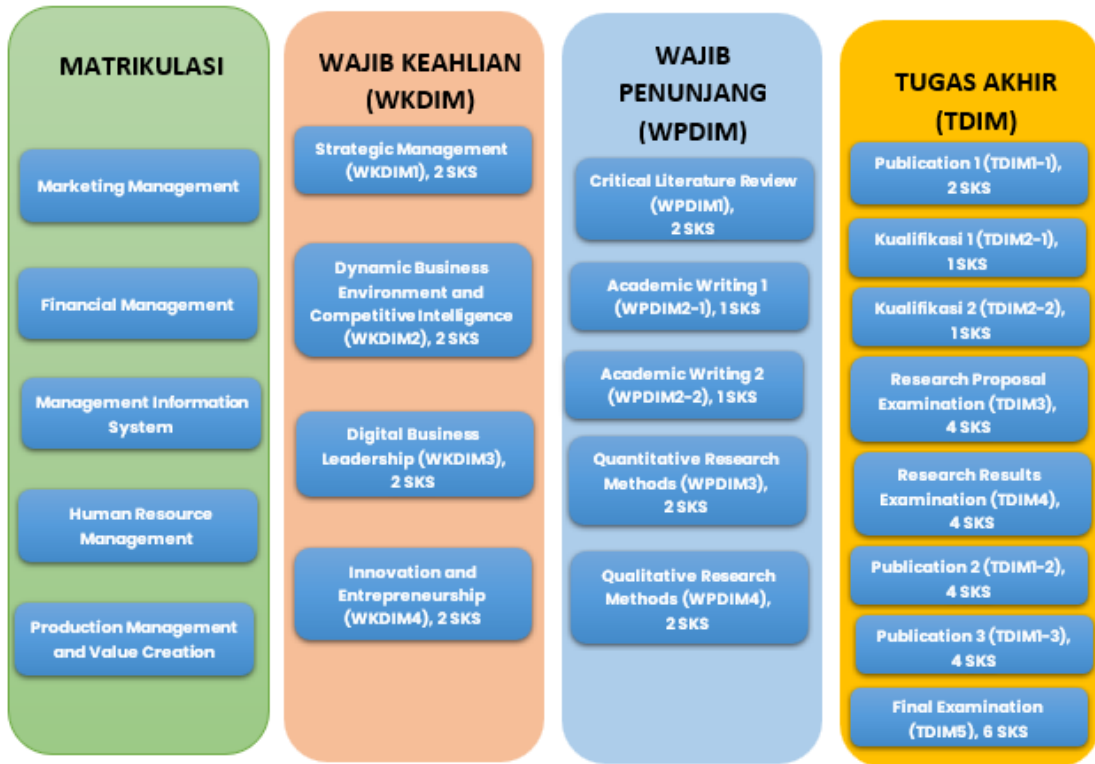 MATRIKULASI
Marketing Management
Financial Management
Management Information
System
Human Resource
Management
Production Management
and Value Creation
WAJIB KEAHLIAN
(WKDIM)
Strategic Management
(WKDIM1), 2 SKS
Dynamic Business
Environment and
Competitive Intelligence
(WKDIM2), 2 SKS
Digital Business
Leadership (WKDIM3),
2 SKS
Innovation and
Entrepreneurship
(WKDIM4), 2 SKS
WAJIB
PENUNJANG
(WPDIM)
Critical Literature Review
(WPDIM1),
2 SKS
Academic Writing 1
(WPDIM2-1), 1 SKS
Academic Writing 2
(WPDIM2-2), 1 SKS
Quantitative Research
Methods (WPDIM3),
2 SKS
Qualitative Research
Methods (WPDIM4),
2 SKS
TUGAS AKHIR
(TDIM)
Publication 1 (TDIM1-1),
2 SKS
Kualifikasi 1 (TDIM2-1),
1 SKS
Kualifikasi 2 (TDIM2-2),
1 SKS
Research Proposal
Examination (TDIM3),
4 SKS
Research Results
Examination (TDIM4),
4 SKS
Publication 2 (TDIM1-2),
4 SKS
Publication 3 (TDIM1-3),
4 SKS
Final Examination
(TDIM5), 6 SKS